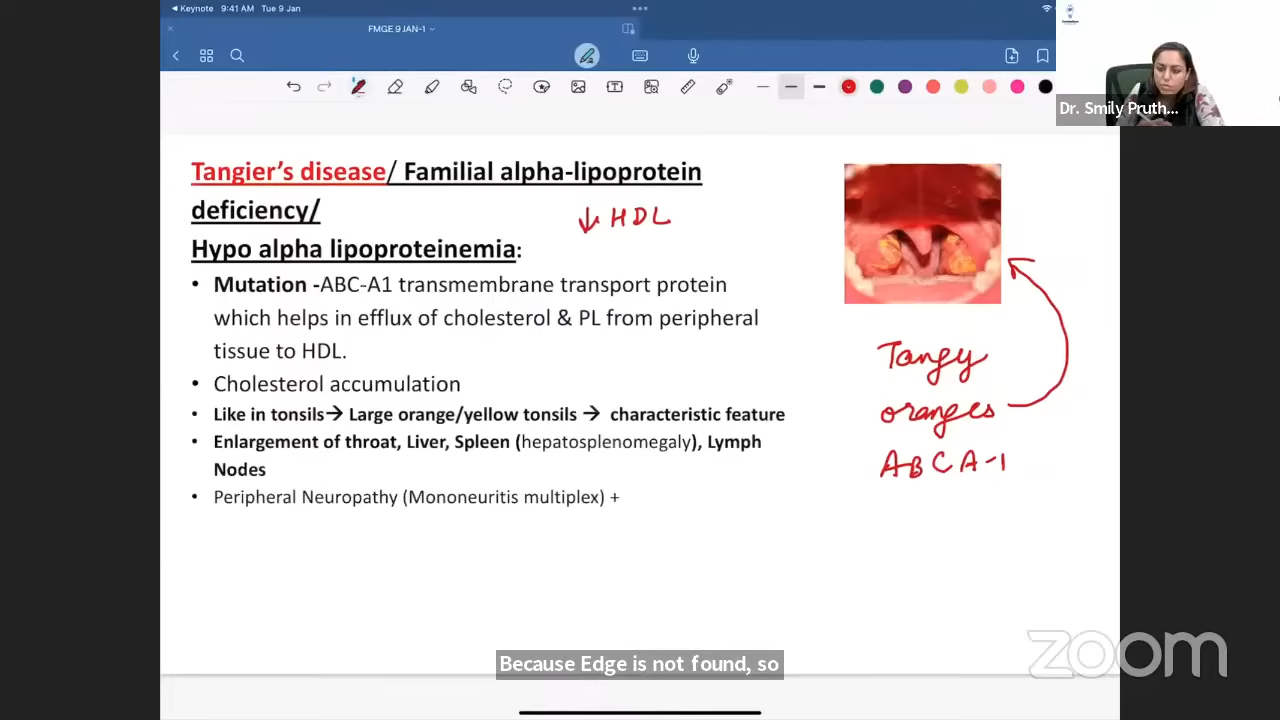 Keynote 9:41 AM Tue 9 Jan
FMGE 9 JAN-1
Dr. Smily Pruth...
Tangier's disease/ Familial alpha-lipoprotein
deficiency/
↓ HDL
Hypo alpha lipoproteinemia:
• Mutation -ABC-A1 transmembrane transport protein
which helps in efflux of cholesterol & PL from peripheral
tissue to HDL.
• Cholesterol accumulation
• Like in tonsils→ Large orange/yellow tonsils → characteristic feature
• Enlargement of throat, Liver, Spleen (hepatosplenomegaly), Lymph
Nodes
• Peripheral Neuropathy (Mononeuritis multiplex) +
Tangy
oranges
ABCA-1
Because Edge is not found, so
zoom